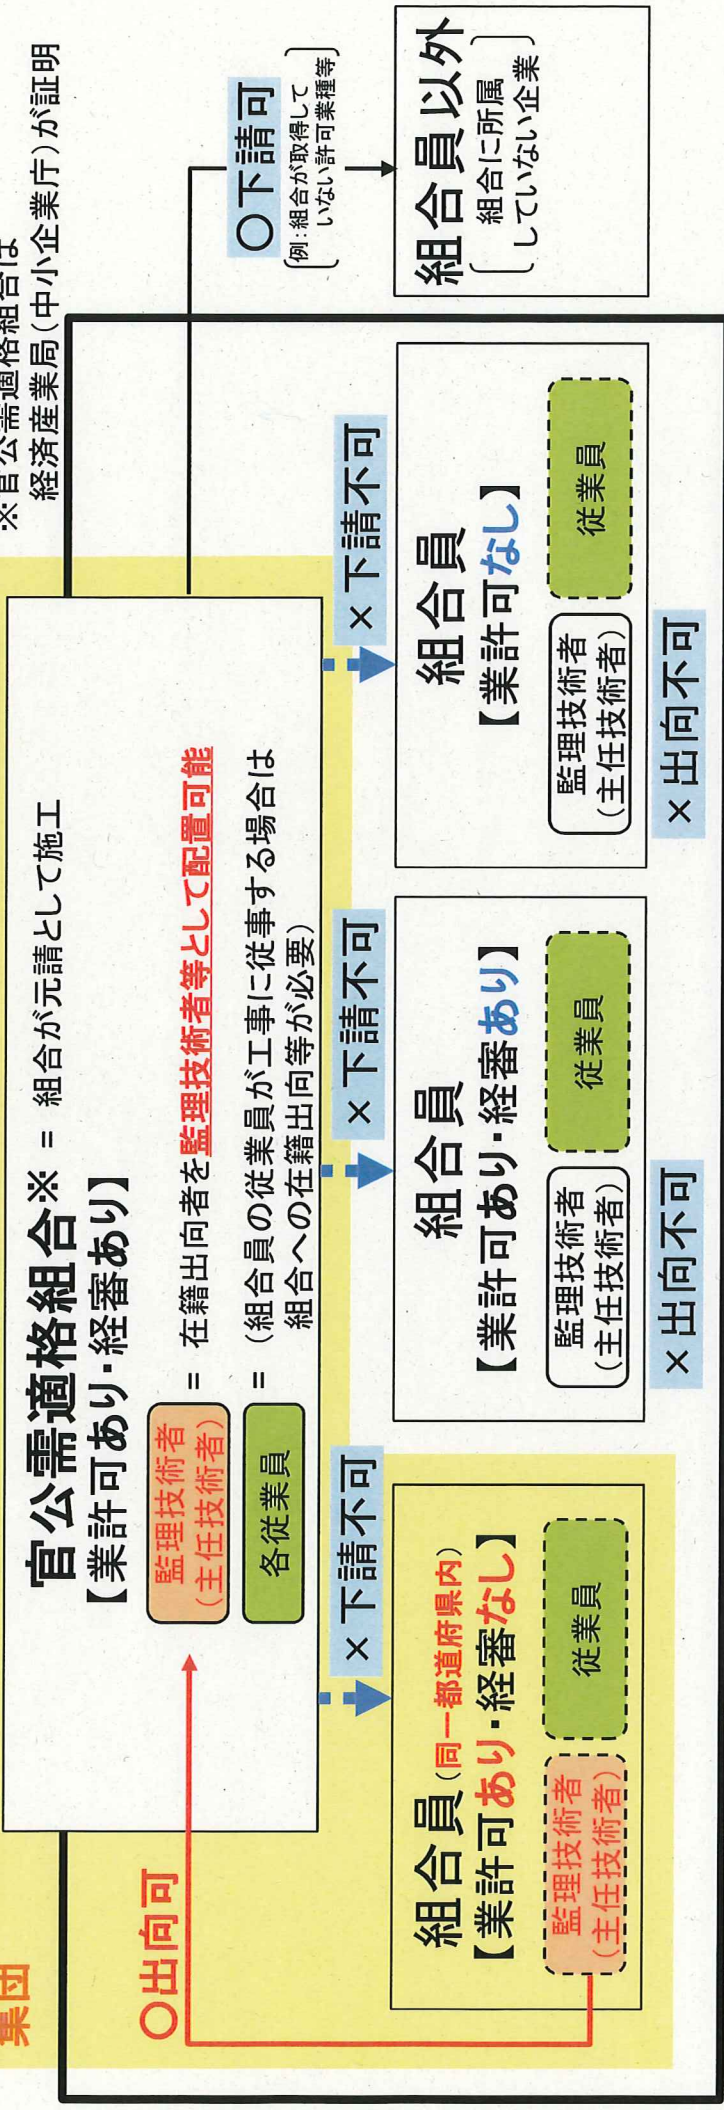 集団
※官公需適格組合は
経済産業局(中小企業庁)が証明
官公需適格組合※ = 組合が元請として施工
【業許可あり・経審あり】
監理技術者
(主任技術者)
= 在籍出向者を監理技術者等として配置可能
各従業員
= (組合員の従業員が工事に従事する場合は
組合への在籍出向等が必要)
〇出向可
×下請不可
×下請不可
×下請不可
〇下請可
例:組合が取得して
いない許可業種等
組合員(同一都道府県内)
【業許可あり・経審なし】
監理技術者
(主任技術者)
従業員
組合員
【業許可あり・経審あり】
監理技術者
(主任技術者)
従業員
×出向不可
組合員
【業許可なし】
監理技術者
(主任技術者)
従業員
×出向不可
組合員以外
組合に所属
していない企業